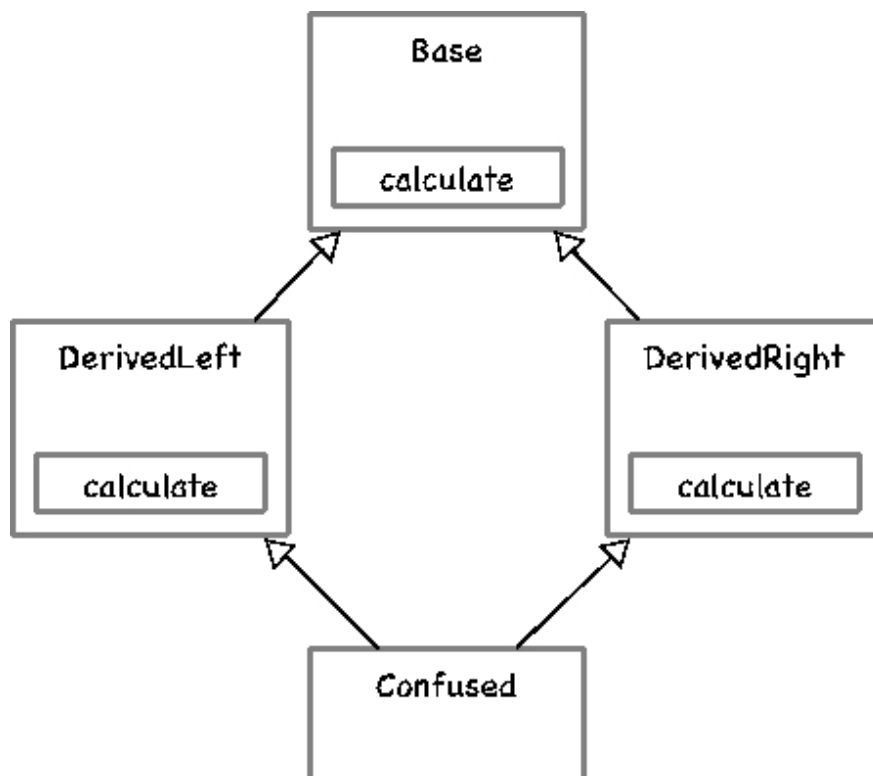 Base
calculate
DerivedLeft
DerivedRight
calculate
calculate
Confused